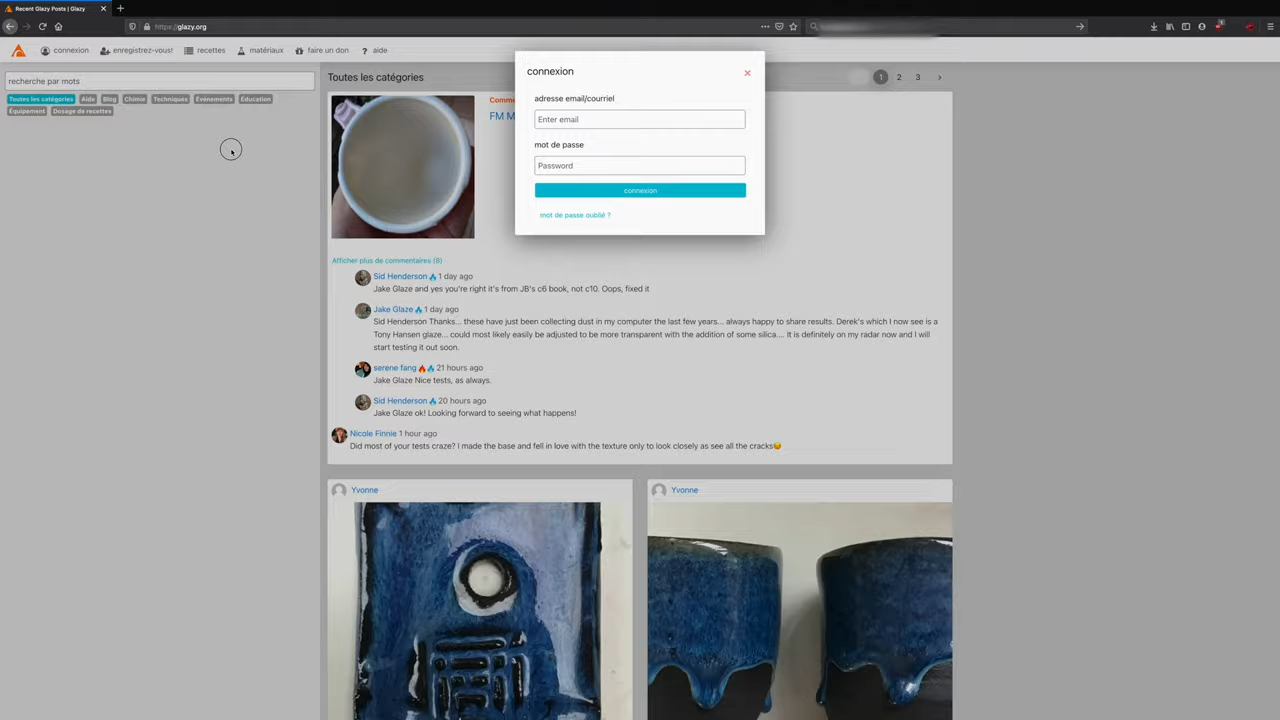 Recent Glazy Posts | Glazy
https://glazy.org
connexion
enregistrez-vous!
recettes
matériaux
faire un don
aide
recherche par mots
Toutes les catégories
Aide
Blog
Chimie
Techniques
Évènements
Éducation
Équipement
Dosage de recettes
Toutes les catégories
1
2
3
connexion
adresse email/courriel
Enter email
mot de passe
Password
connexion
mot de passe oublié ?
Comme
FM M
Afficher plus de commentaires (8)
Sid Henderson 1 day ago
Jake Glaze and yes you're right it's from JB's c6 book, not c10. Oops, fixed it
Jake Glaze 1 day ago
Sid Henderson Thanks... these have just been collecting dust in my computer the last few years... always happy to share results. Derek's which I now see is a
Tony Hansen glaze... could most likely easily be adjusted to be more transparent with the addition of some silica.... It is definitely on my radar now and I will
start testing it out soon.
serene fang 21 hours ago
Jake Glaze Nice tests, as always.
Sid Henderson 20 hours ago
Jake Glaze ok! Looking forward to seeing what happens!
Nicole Finnie 1 hour ago
Did most of your tests craze? I made the base and fell in love with the texture only to look closely as see all the cracks😔
Yvonne
Yvonne